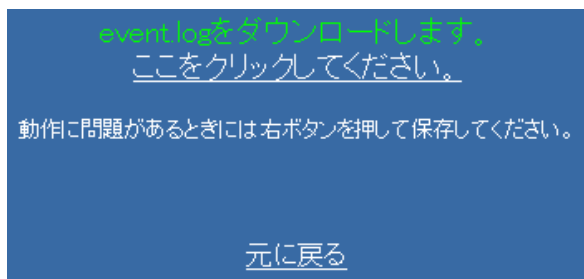 event.logをダウンロードします。
ここをクリックしてください。
動作に問題があるときには右ボタンを押して保存してください。
元に戻る